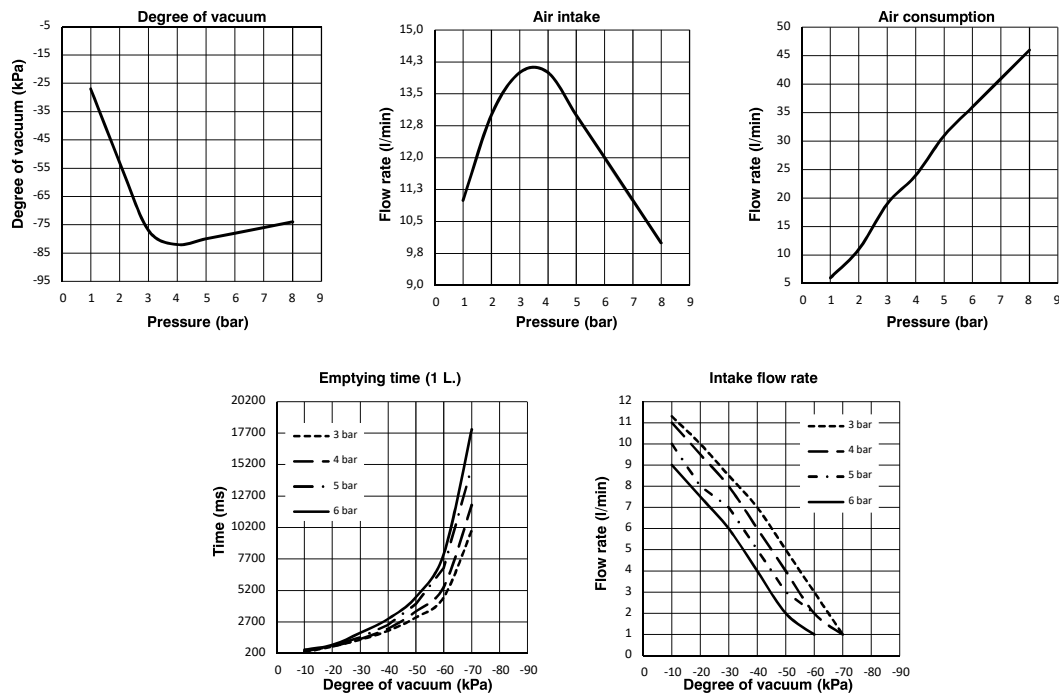 Degree of vacuum
-5
-15
-25
-35
-45
-55
-65
-75
-85
-95
Degree of vacuum (kPa)
0 1 2 3 4 5 6 7 8 9
Pressure (bar)
Air intake
15,0
14,3
13,5
12,8
12,0
11,3
10,5
9,8
9,0
Flow rate (l/min)
0 1 2 3 4 5 6 7 8 9
Pressure (bar)
Air consumption
50
45
40
35
30
25
20
15
10
5
Flow rate (l/min)
0 1 2 3 4 5 6 7 8 9
Pressure (bar)
Emptying time (1 L.)
20200
17700
15200
12700
10200
7700
5200
2700
200
Time (ms)
3 bar
4 bar
5 bar
6 bar
0 -10 -20 -30 -40 -50 -60 -70 -80 -90
Degree of vacuum (kPa)
Intake flow rate
12
11
10
9
8
7
6
5
4
3
2
1
0
Flow rate (l/min)
3 bar
4 bar
5 bar
6 bar
0 -10 -20 -30 -40 -50 -60 -70 -80 -90
Degree of vacuum (kPa)